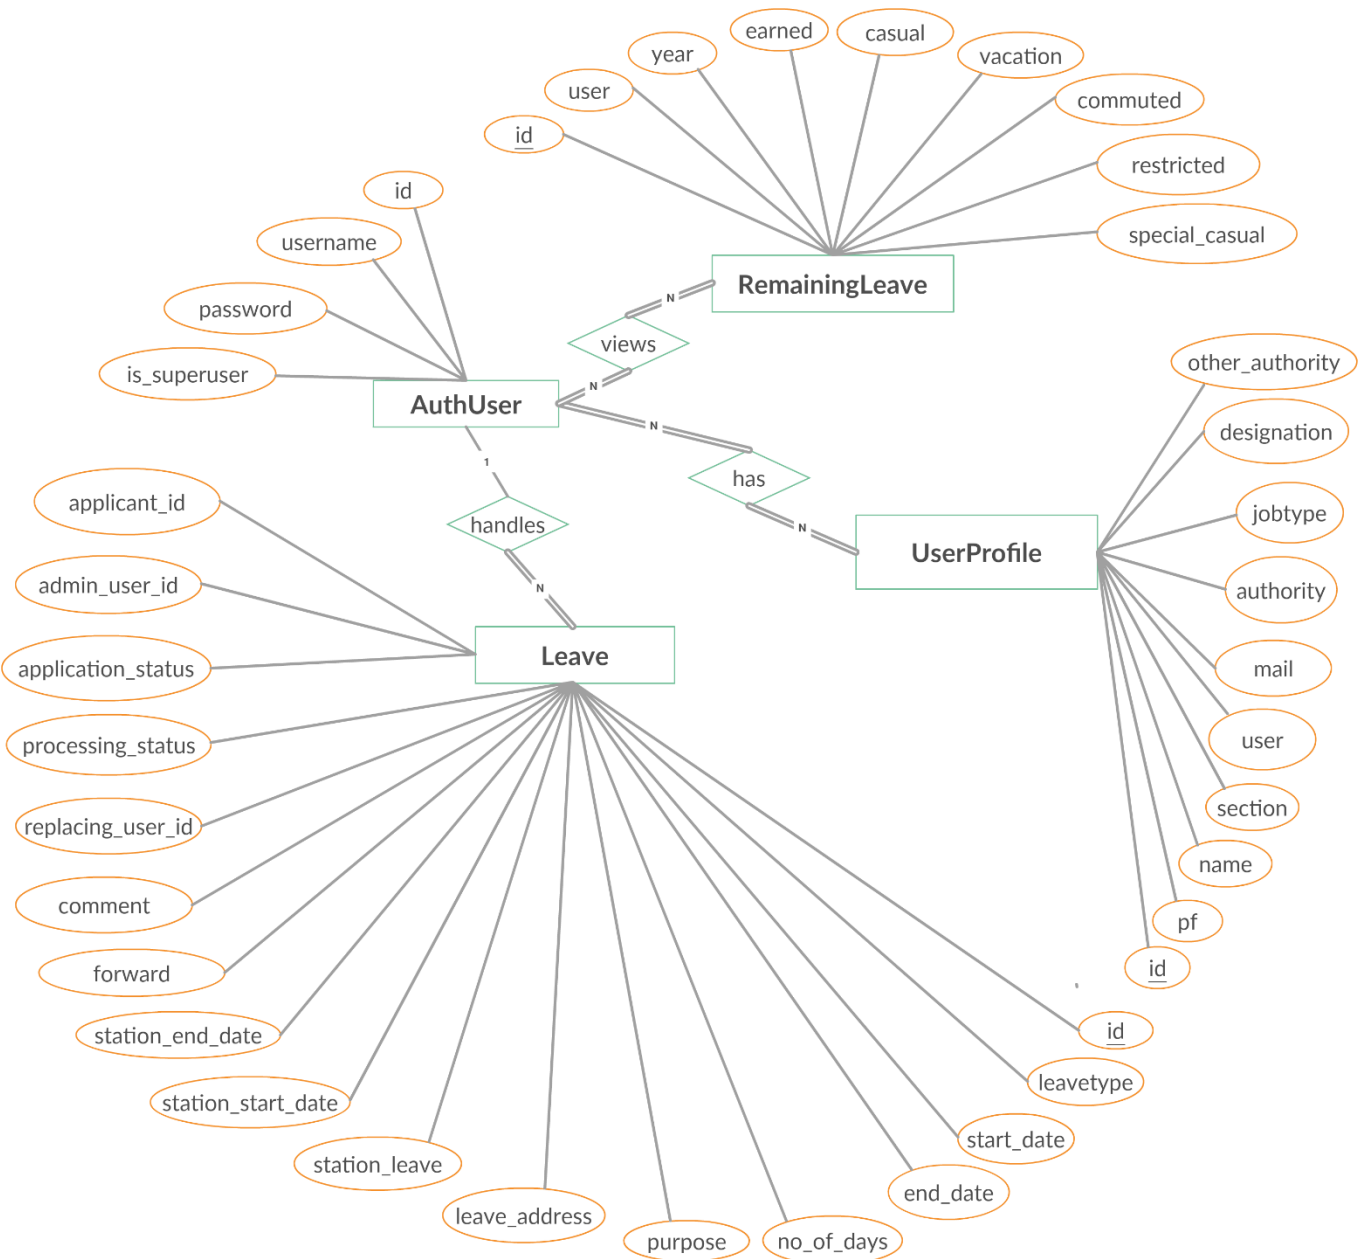 earned
casual
year
vacation
user
commuted
id
restricted
id
special_casual
username
RemainingLeave
N
password
views
other_authority
is_superuser
N
AuthUser
N
designation
1
has
applicant_id
jobtype
handles
N
UserProfile
admin_user_id
N
authority
Leave
application_status
mail
processing_status
user
section
replacing_user_id
name
comment
pf
forward
id
station_end_date
id
leavetype
station_start_date
start_date
station_leave
end_date
leave_address
purpose
no_of_days